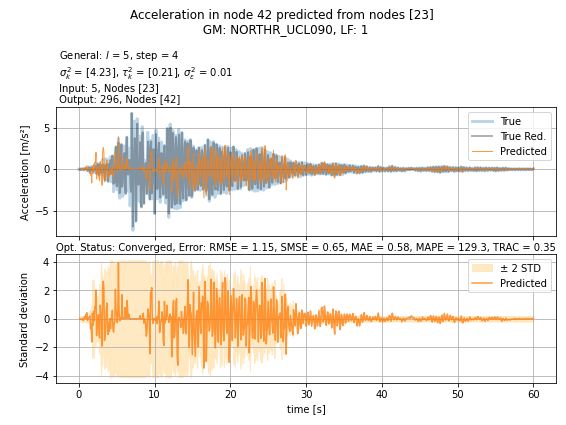 Acceleration in node 42 predicted from nodes [23]
GM: NORTHR_UCL090, LF: 1
General: l = 5, step = 4
σ²ₖ = [4.23], τ²ₖ = [0.21], σ²ε = 0.01
Input: 5, Nodes [23]
Output: 296, Nodes [42]
Acceleration [m/s²]
5
0
−5
True
True Red.
Predicted
Opt. Status: Converged, Error: RMSE = 1.15, SMSE = 0.65, MAE = 0.58, MAPE = 129.3, TRAC = 0.35
Standard deviation
4
2
0
−2
−4
± 2 STD
Predicted
0 10 20 30 40 50 60
time [s]